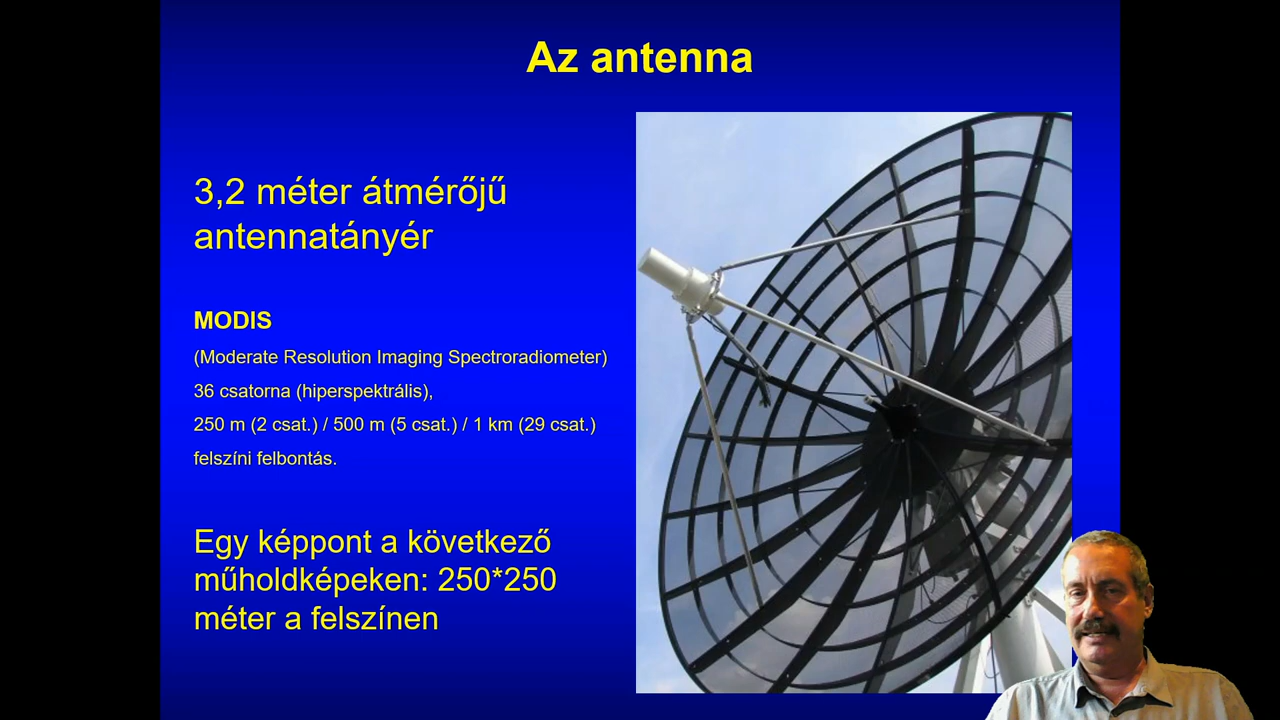 Az antenna
3,2 méter átmérőjű
antennatányér
MODIS
(Moderate Resolution Imaging Spectroradiometer)
36 csatorna (hiperspektrális),
250 m (2 csat.) / 500 m (5 csat.) / 1 km (29 csat.)
felszíni felbontás.
Egy képpont a következő
műholdképeken: 250*250
méter a felszínen